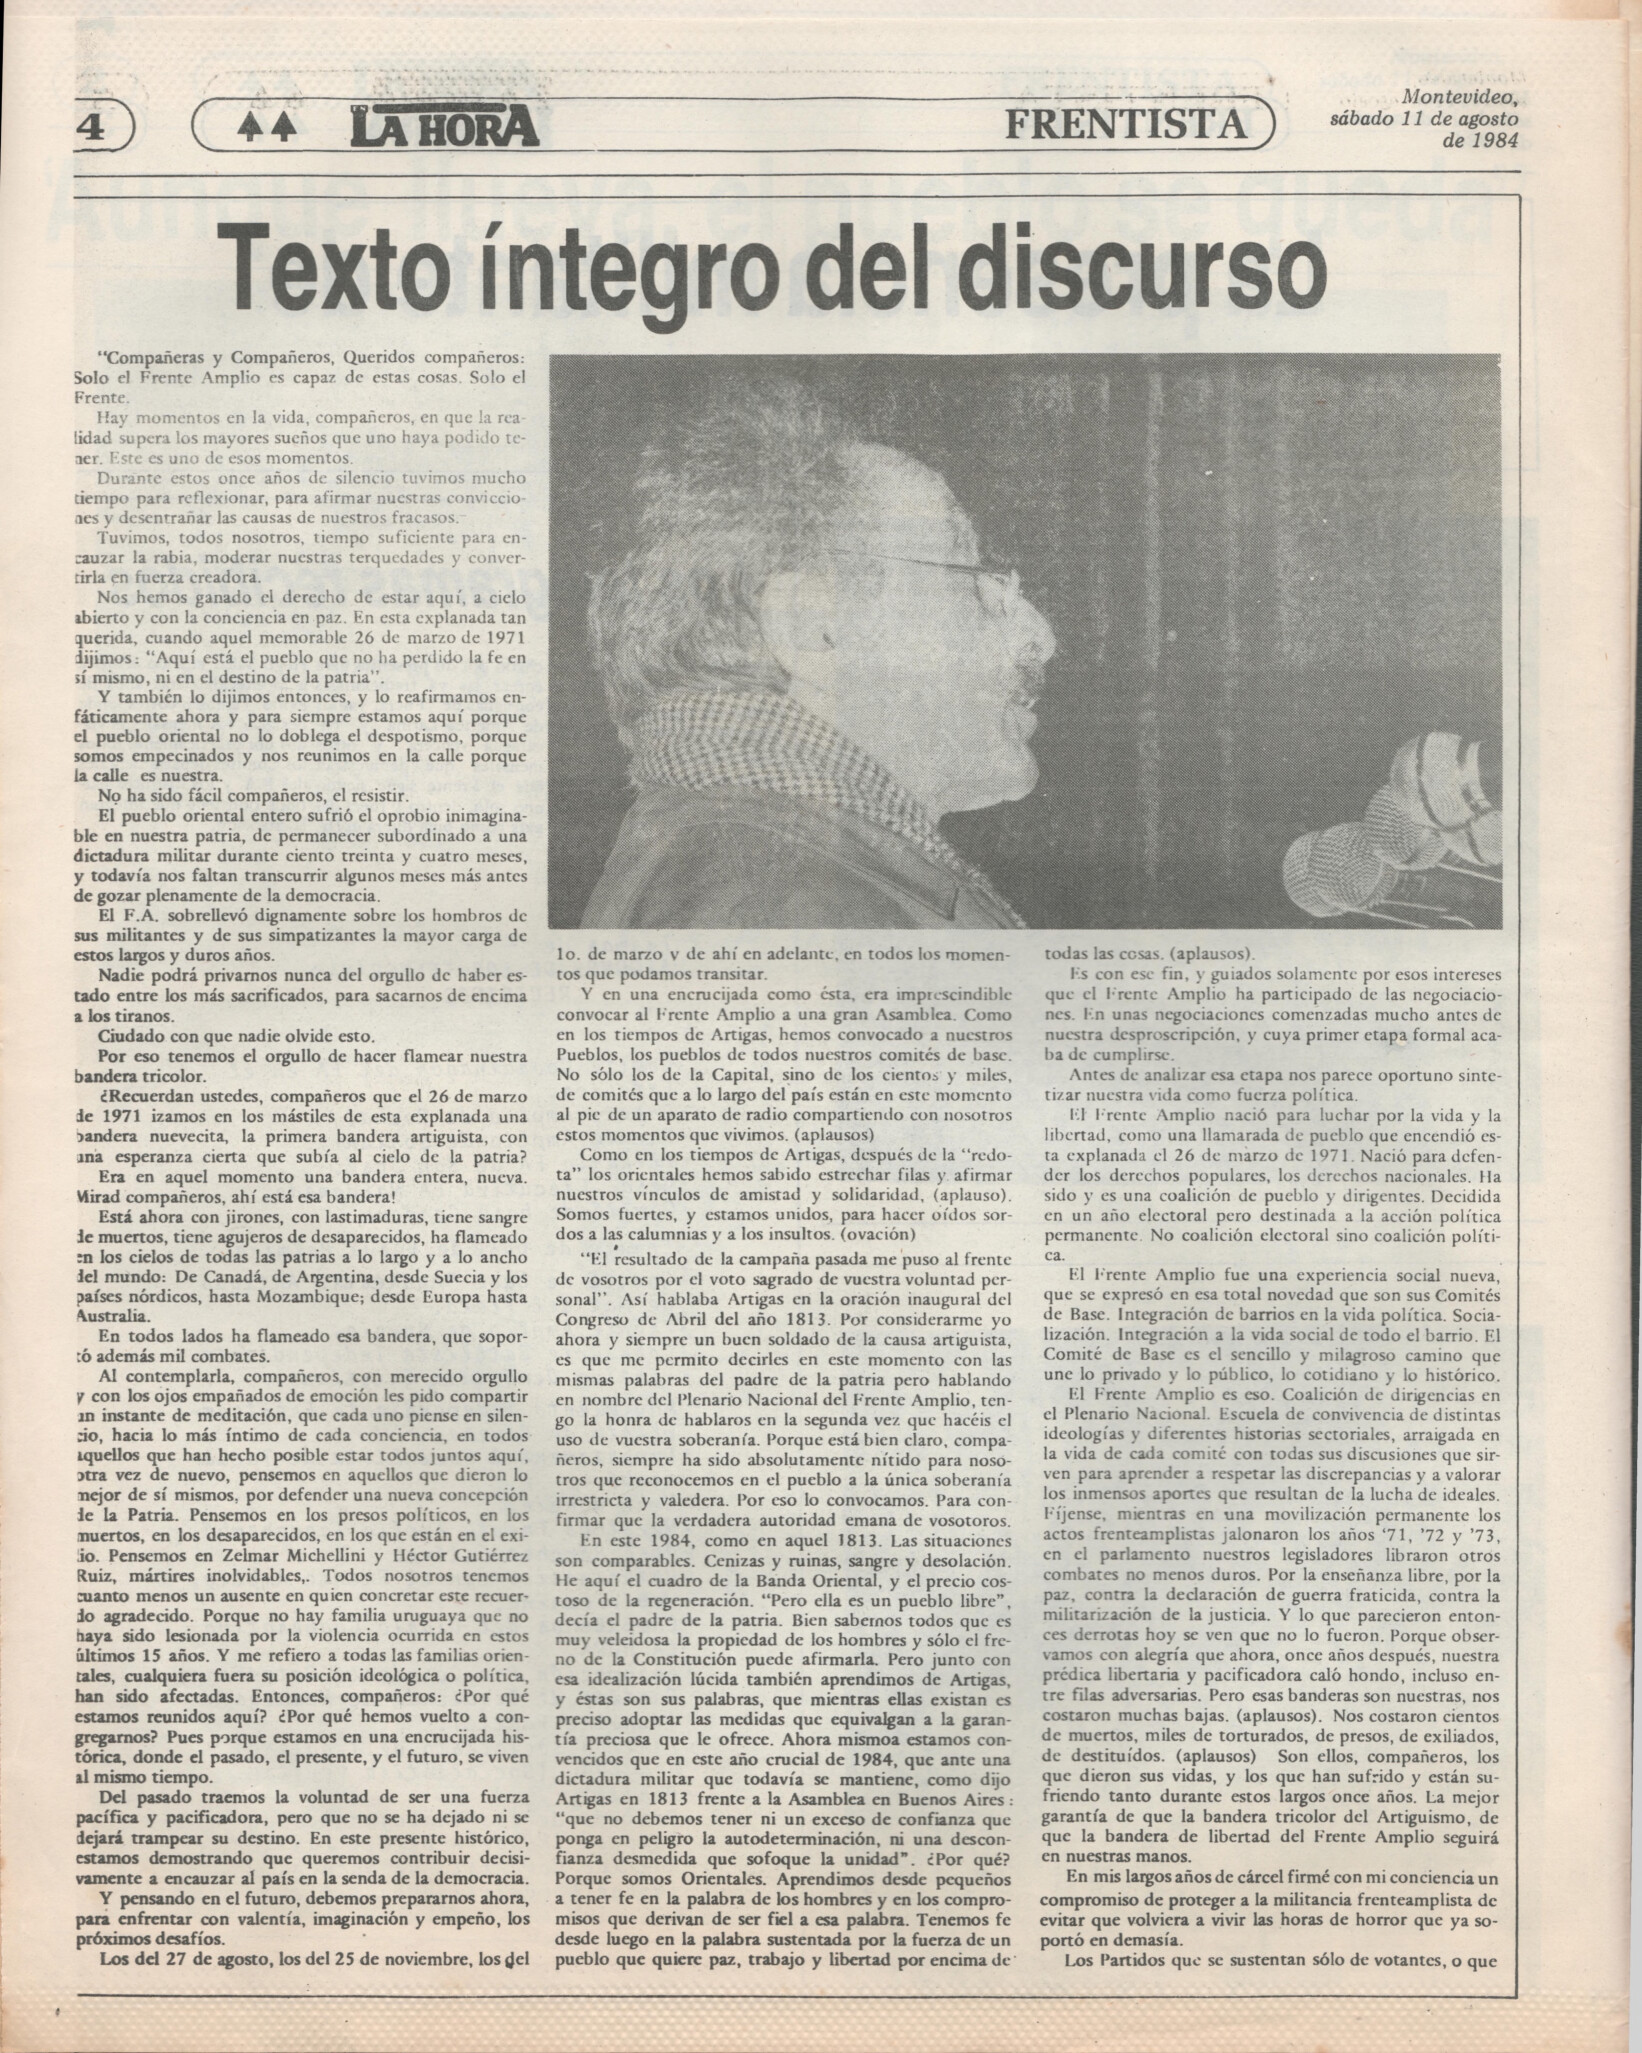 4
LA HORA
FRENTISTA
Montevideo,
sábado 11 de agosto
de 1984
Texto íntegro del discurso
“Compañeras y Compañeros, Queridos compañeros:
Solo el Frente Amplio es capaz de estas cosas. Solo el
Frente.
Hay momentos en la vida, compañeros, en que la rea-
lidad supera los mayores sueños que uno haya podido te-
ner. Este es uno de esos momentos.
Durante estos once años de silencio tuvimos mucho
tiempo para reflexionar, para afirmar nuestras conviccio-
nes y desentrañar las causas de nuestros fracasos.
Tuvimos, todos nosotros, tiempo suficiente para en-
cauzar la rabia, moderar nuestras terquedades y conver-
tirla en fuerza creadora.
Nos hemos ganado el derecho de estar aquí, a cielo
abierto y con la conciencia en paz. En esta explanada tan
querida, cuando aquel memorable 26 de marzo de 1971
dijimos: “Aquí está el pueblo que no ha perdido la fe en
sí mismo, ni en el destino de la patria”.
Y también lo dijimos entonces, y lo reafirmamos en-
fáticamente ahora y para siempre estamos aquí porque
el pueblo oriental no lo doblega el despotismo, porque
somos empecinados y nos reunimos en la calle porque
la calle es nuestra.
No ha sido fácil compañeros, el resistir.
El pueblo oriental entero sufrió el oprobio inimagina-
ble en nuestra patria, de permanecer subordinado a una
dictadura militar durante ciento treinta y cuatro meses,
y todavía nos faltan transcurrir algunos meses más antes
de gozar plenamente de la democracia.
El F.A. sobrellevó dignamente sobre los hombros de
sus militantes y de sus simpatizantes la mayor carga de
estos largos y duros años.
Nadie podrá privarnos nunca del orgullo de haber es-
tado entre los más sacrificados, para sacarnos de encima
a los tiranos.
Ciudado con que nadie olvide esto.
Por eso tenemos el orgullo de hacer flamear nuestra
bandera tricolor.
¿Recuerdan ustedes, compañeros que el 26 de marzo
de 1971 izamos en los mástiles de esta explanada una
bandera nuevecita, la primera bandera artiguista, con
una esperanza cierta que subía al cielo de la patria?
Era en aquel momento una bandera entera, nueva.
Mirad compañeros, ahí está esa bandera!
Está ahora con jirones, con lastimaduras, tiene sangre
de muertos, tiene agujeros de desaparecidos, ha flameado
en los cielos de todas las patrias a lo largo y a lo ancho
del mundo: De Canadá, de Argentina, desde Suecia y los
países nórdicos, hasta Mozambique; desde Europa hasta
Australia.
En todos lados ha flameado esa bandera, que sopor-
tó además mil combates.
Al contemplarla, compañeros, con merecido orgullo
y con los ojos empañados de emoción les pido compartir
un instante de meditación, que cada uno piense en silen-
cio, hacia lo más íntimo de cada conciencia, en todos
aquellos que han hecho posible estar todos juntos aquí,
otra vez de nuevo, pensemos en aquellos que dieron lo
mejor de sí mismos, por defender una nueva concepción
de la Patria. Pensemos en los presos políticos, en los
muertos, en los desaparecidos, en los que están en el exi-
lio. Pensemos en Zelmar Michellini y Héctor Gutiérrez
Ruiz, mártires inolvidables,. Todos nosotros tenemos
cuanto menos un ausente en quien concretar este recuer-
do agradecido. Porque no hay familia uruguaya que no
haya sido lesionada por la violencia ocurrida en estos
últimos 15 años. Y me refiero a todas las familias orien-
tales, cualquiera fuera su posición ideológica o política,
han sido afectadas. Entonces, compañeros: ¿Por qué
estamos reunidos aquí? ¿Por qué hemos vuelto a con-
gregarnos? Pues porque estamos en una encrucijada his-
tórica, donde el pasado, el presente, y el futuro, se viven
al mismo tiempo.
Del pasado traemos la voluntad de ser una fuerza
pacífica y pacificadora, pero que no se ha dejado ni se
dejará trampear su destino. En este presente histórico,
estamos demostrando que queremos contribuir decisi-
vamente a encauzar al país en la senda de la democracia.
Y pensando en el futuro, debemos prepararnos ahora,
para enfrentar con valentía, imaginación y empeño, los
próximos desafíos.
Los del 27 de agosto, los del 25 de noviembre, los del
1o. de marzo y de ahí en adelante, en todos los momen-
tos que podamos transitar.
Y en una encrucijada como ésta, era imprescindible
convocar al Frente Amplio a una gran Asamblea. Como
en los tiempos de Artigas, hemos convocado a nuestros
Pueblos, los pueblos de todos nuestros comités de base.
No sólo los de la Capital, sino de los cientos y miles,
de comités que a lo largo del país están en este momento
al pie de un aparato de radio compartiendo con nosotros
estos momentos que vivimos. (aplausos)
Como en los tiempos de Artigas, después de la “redo-
ta” los orientales hemos sabido estrechar filas y afirmar
nuestros vínculos de amistad y solidaridad, (aplauso).
Somos fuertes, y estamos unidos, para hacer oídos sor-
dos a las calumnias y a los insultos. (ovación)
“El resultado de la campaña pasada me puso al frente
de vosotros por el voto sagrado de vuestra voluntad per-
sonal”. Así hablaba Artigas en la oración inaugural del
Congreso de Abril del año 1813. Por considerarme yo
ahora y siempre un buen soldado de la causa artiguista,
es que me permito decirles en este momento con las
mismas palabras del padre de la patria pero hablando
en nombre del Plenario Nacional del Frente Amplio, ten-
go la honra de hablaros en la segunda vez que hacéis el
uso de vuestra soberanía. Porque está bien claro, compa-
ñeros, siempre ha sido absolutamente nítido para noso-
tros que reconocemos en el pueblo a la única soberanía
irrestricta y valedera. Por eso lo convocamos. Para con-
firmar que la verdadera autoridad emana de vosotoros.
En este 1984, como en aquel 1813. Las situaciones
son comparables. Cenizas y ruinas, sangre y desolación.
He aquí el cuadro de la Banda Oriental, y el precio cos-
toso de la regeneración. “Pero ella es un pueblo libre”,
decía el padre de la patria. Bien sabernos todos que es
muy veleidosa la propiedad de los hombres y sólo el fre-
no de la Constitución puede afirmarla. Pero junto con
esa idealización lúcida también aprendimos de Artigas,
y éstas son sus palabras, que mientras ellas existan es
preciso adoptar las medidas que equivalgan a la garan-
tía preciosa que le ofrece. Ahora mismoa estamos con-
vencidos que en este año crucial de 1984, que ante una
dictadura militar que todavía se mantiene, como dijo
Artigas en 1813 frente a la Asamblea en Buenos Aires:
“que no debemos tener ni un exceso de confianza que
ponga en peligro la autodeterminación, ni una descon-
fianza desmedida que sofoque la unidad”. ¿Por qué?
Porque somos Orientales. Aprendimos desde pequeños
a tener fe en la palabra de los hombres y en los compro-
misos que derivan de ser fiel a esa palabra. Tenemos fe
desde luego en la palabra sustentada por la fuerza de un
pueblo que quiere paz, trabajo y libertad por encima de
todas las cosas. (aplausos).
Es con ese fin, y guiados solamente por esos intereses
que el Frente Amplio ha participado de las negociacio-
nes. En unas negociaciones comenzadas mucho antes de
nuestra desproscripción, y cuya primer etapa formal aca-
ba de cumplirse.
Antes de analizar esa etapa nos parece oportuno sinte-
tizar nuestra vida como fuerza política.
El Frente Amplio nació para luchar por la vida y la
libertad, como una llamarada de pueblo que encendió es-
ta explanada el 26 de marzo de 1971. Nació para defen-
der los derechos populares, los derechos nacionales. Ha
sido y es una coalición de pueblo y dirigentes. Decidida
en un año electoral pero destinada a la acción política
permanente. No coalición electoral sino coalición políti-
ca.
El Frente Amplio fue una experiencia social nueva,
que se expresó en esa total novedad que son sus Comités
de Base. Integración de barrios en la vida política. Socia-
lización. Integración a la vida social de todo el barrio. El
Comité de Base es el sencillo y milagroso camino que
une lo privado y lo público, lo cotidiano y lo histórico.
El Frente Amplio es eso. Coalición de dirigencias en
el Plenario Nacional. Escuela de convivencia de distintas
ideologías y diferentes historias sectoriales, arraigada en
la vida de cada comité con todas sus discusiones que sir-
ven para aprender a respetar las discrepancias y a valorar
los inmensos aportes que resultan de la lucha de ideales.
Fíjense, mientras en una movilización permanente los
actos frenteamplistas jalonaron los años ‘71, ’72 y ’73,
en el parlamento nuestros legisladores libraron otros
combates no menos duros. Por la enseñanza libre, por la
paz, contra la declaración de guerra fraticida, contra la
militarización de la justicia. Y lo que parecieron enton-
ces derrotas hoy se ven que no lo fueron. Porque obser-
vamos con alegría que ahora, once años después, nuestra
prédica libertaria y pacificadora caló hondo, incluso en-
tre filas adversarias. Pero esas banderas son nuestras, nos
costaron muchas bajas. (aplausos). Nos costaron cientos
de muertos, miles de torturados, de presos, de exiliados,
de destituídos. (aplausos) Son ellos, compañeros, los
que dieron sus vidas, y los que han sufrido y están su-
friendo tanto durante estos largos once años. La mejor
garantía de que la bandera tricolor del Artiguismo, de
que la bandera de libertad del Frente Amplio seguirá
en nuestras manos.
En mis largos años de cárcel firmé con mi conciencia un
compromiso de proteger a la militancia frenteamplista de
evitar que volviera a vivir las horas de horror que ya so-
portó en demasía.
Los Partidos que se sustentan sólo de votantes, o que